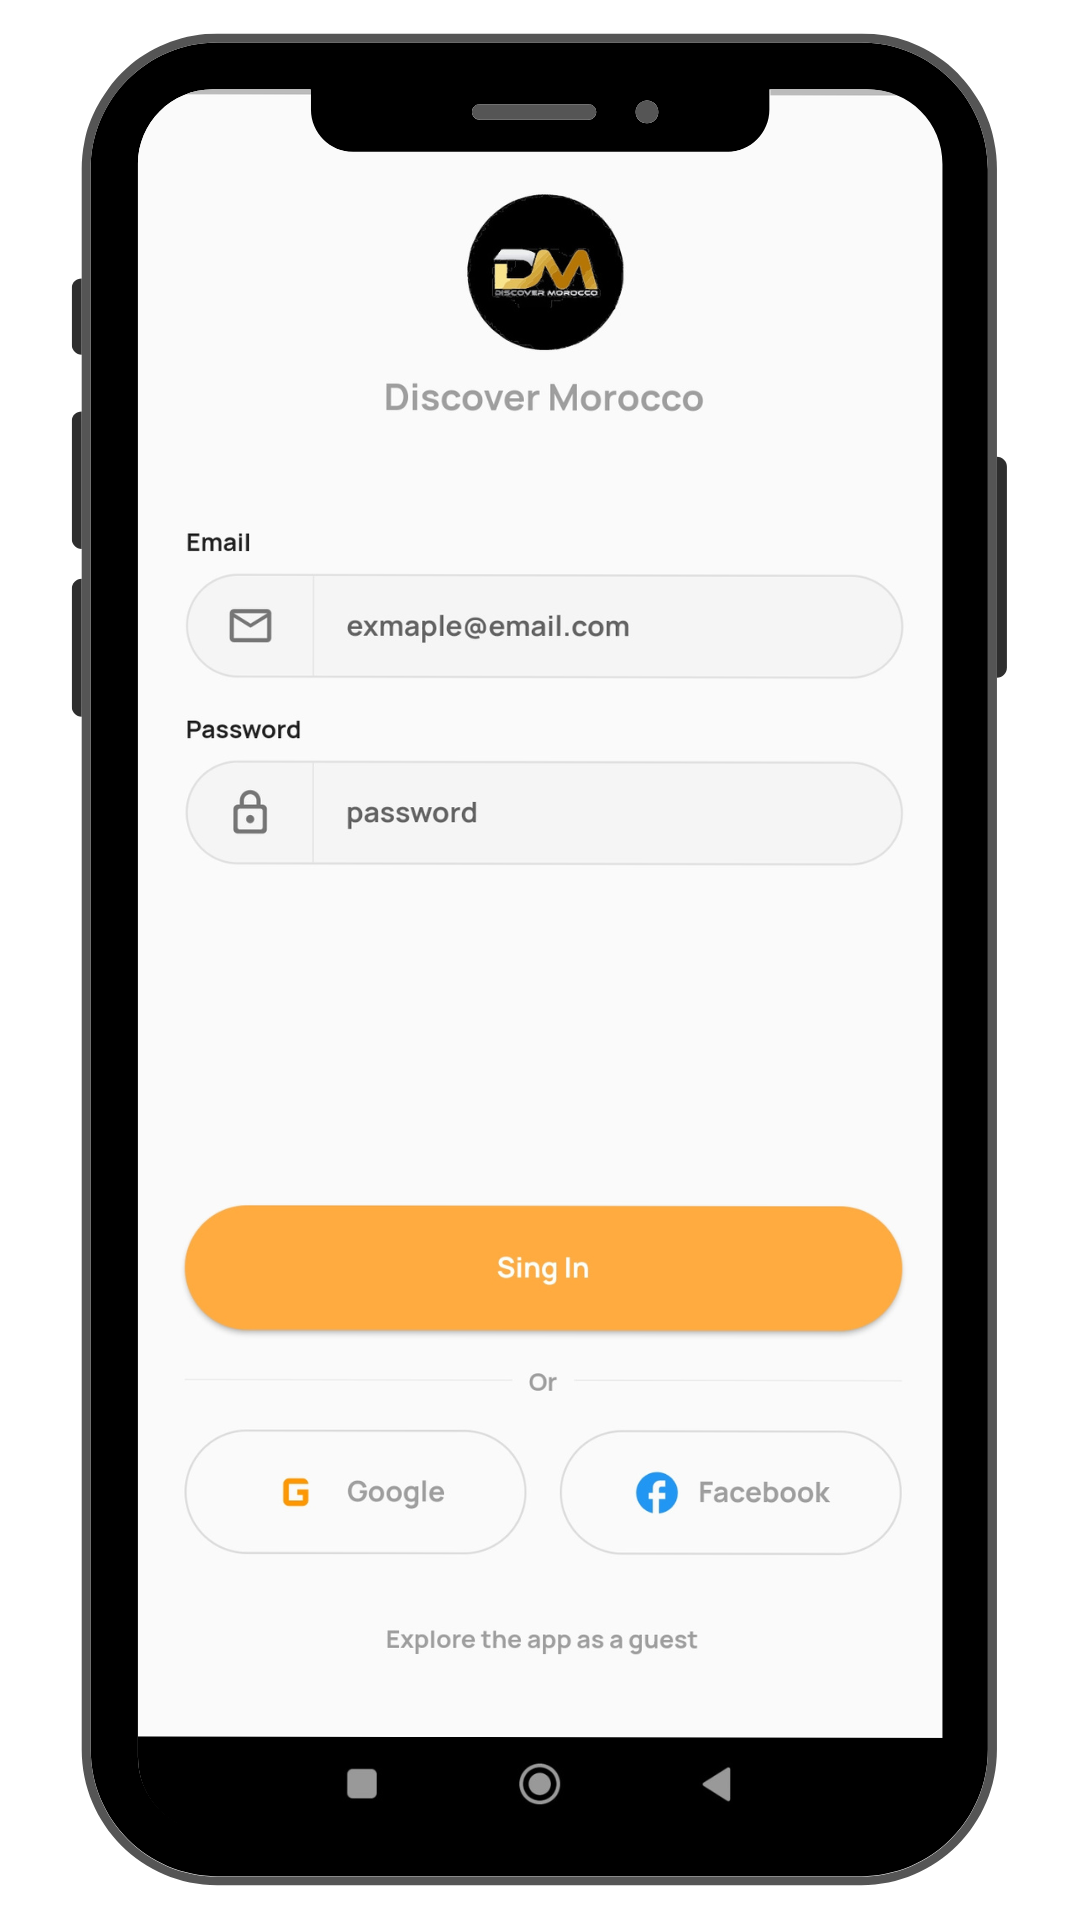 DM
DISCOVER MOROCCO
Discover Morocco
Email
exmaple@email.com
Password
password
Sing In
Or
Google
Facebook
Explore the app as a guest